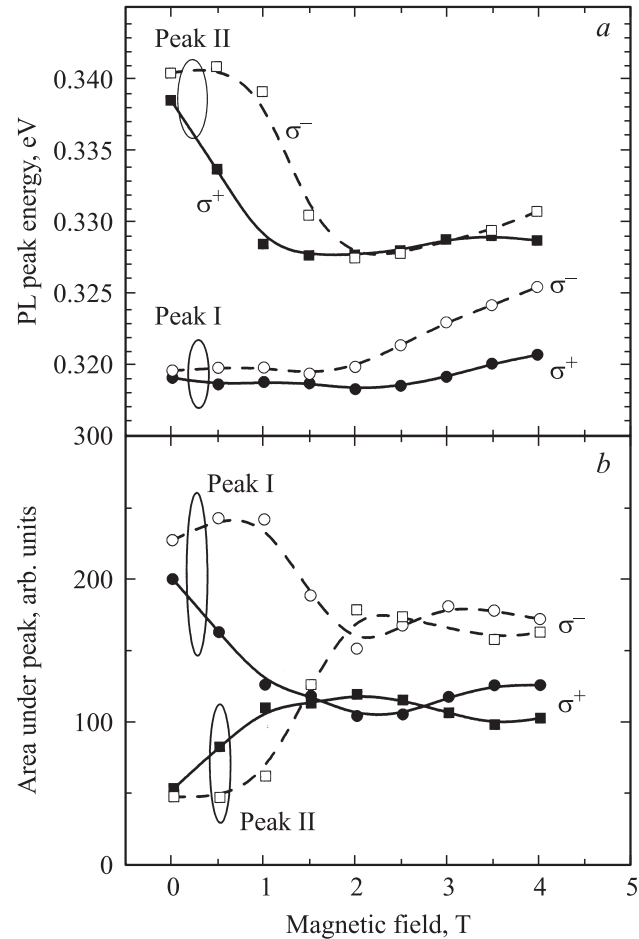 a
Peak II
0.340
σ−
0.335
σ+
0.330
0.325
σ−
Peak I
0.320
σ+
PL peak energy, eV
300
b
Peak I
200
σ−
σ+
100
Peak II
0
Area under peak, arb. units
0 1 2 3 4 5
Magnetic field, T